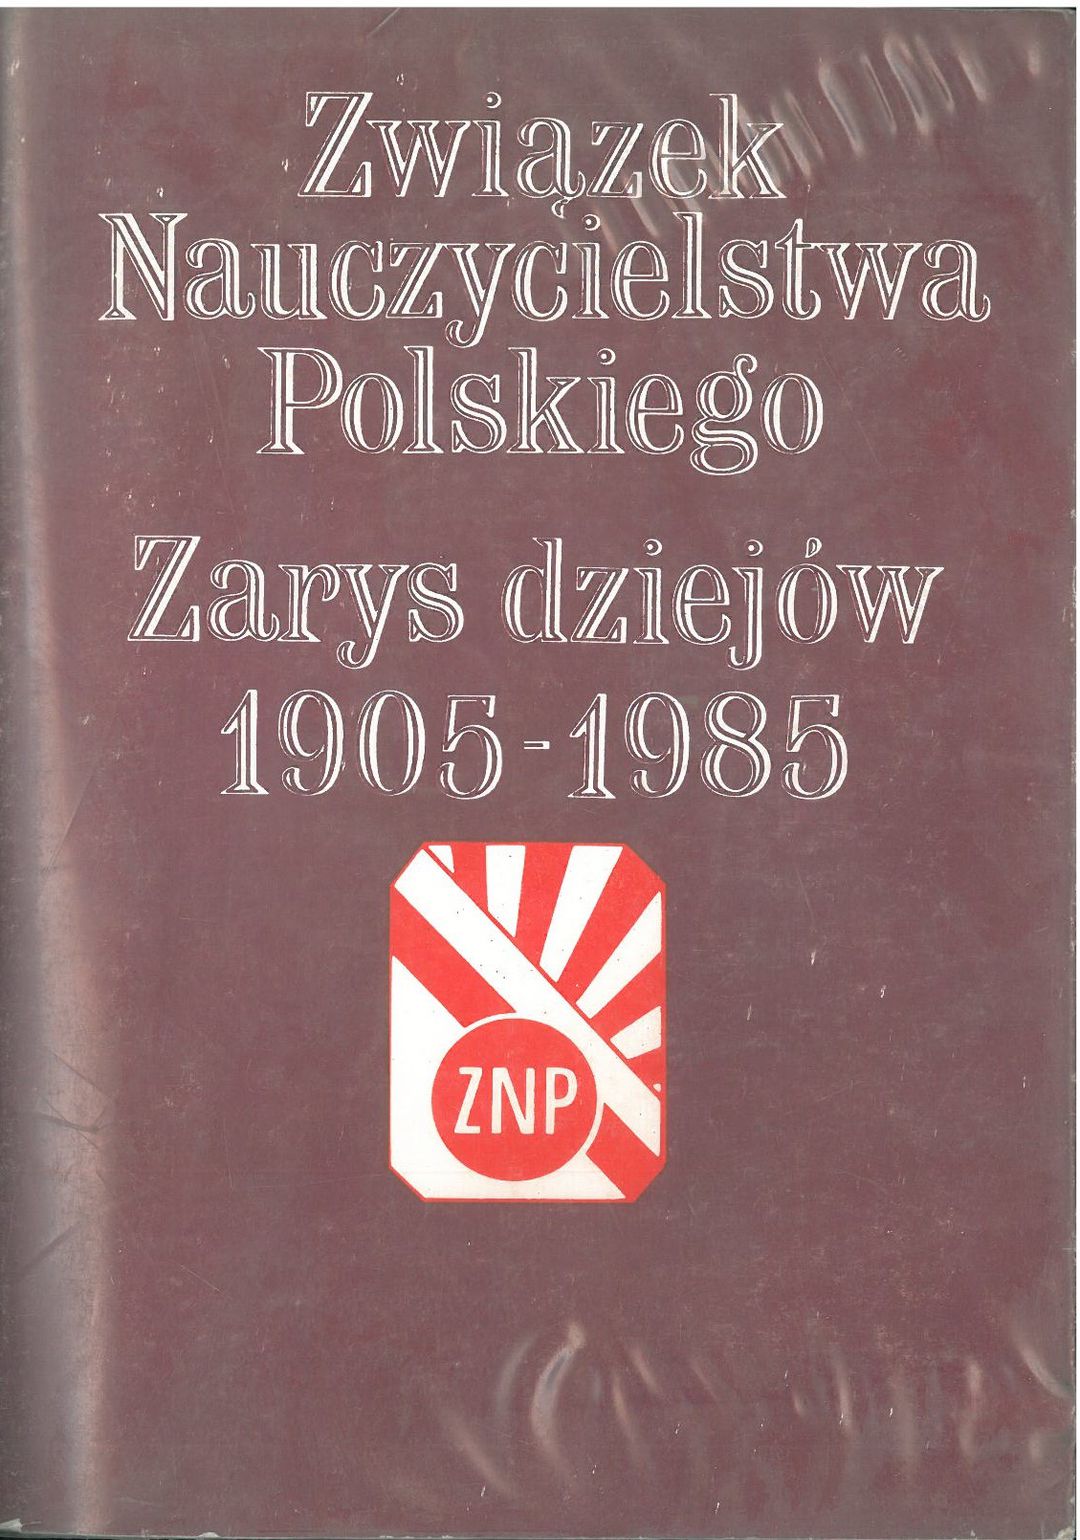 Związek
Nauczycielstwa
Polskiego
Zarys dziejów
1905-1985
ZNP